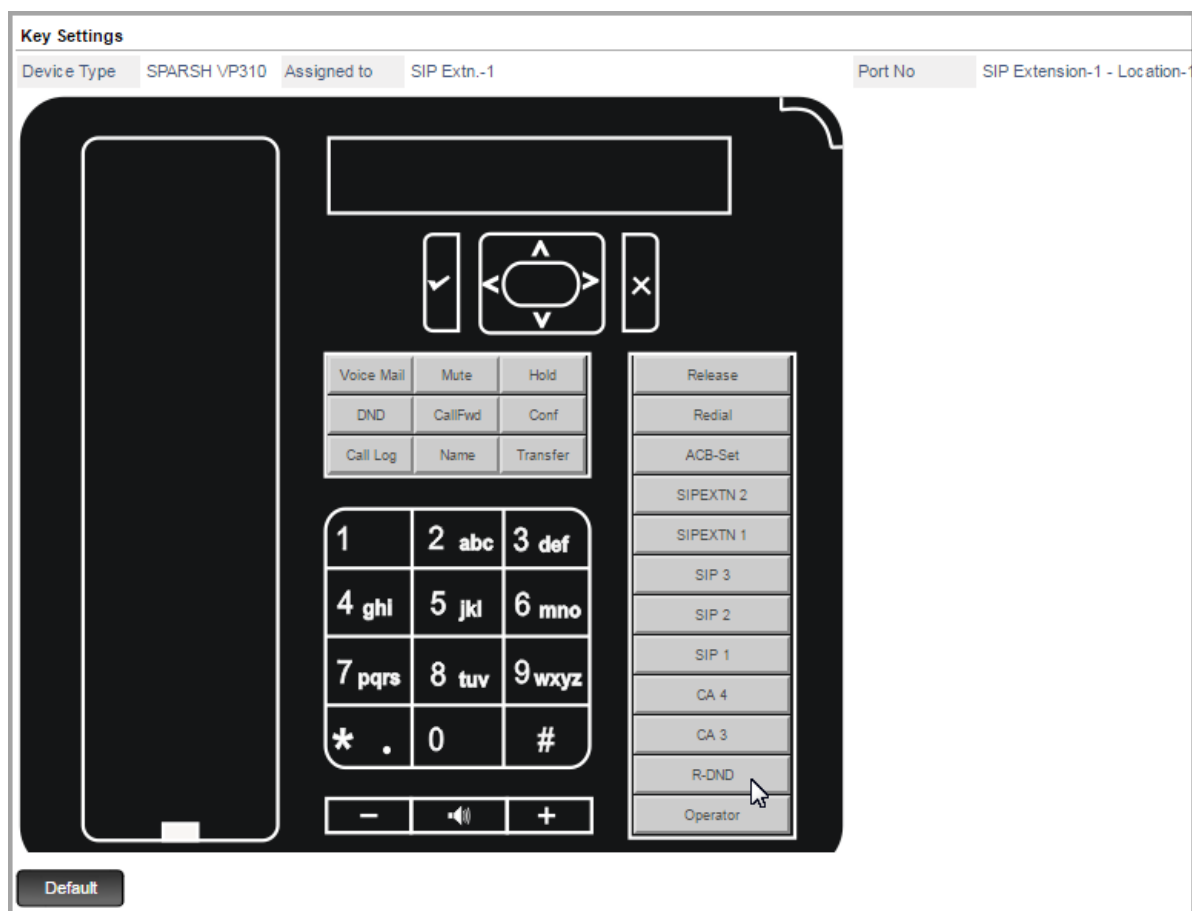 Key Settings
Device Type SPARSH VP310 Assigned to SIP Extn.-1 Port No SIP Extension-1 - Location-1
Voice Mail Mute Hold
DND CallFwd Conf
Call Log Name Transfer
Release
Redial
ACB-Set
SIPEXTN 2
SIPEXTN 1
SIP 3
SIP 2
SIP 1
CA 4
CA 3
R-DND
Operator
1 2 abc 3 def
4 ghi 5 jkl 6 mno
7 pqrs 8 tuv 9 wxyz
* . 0 #
− +
Default